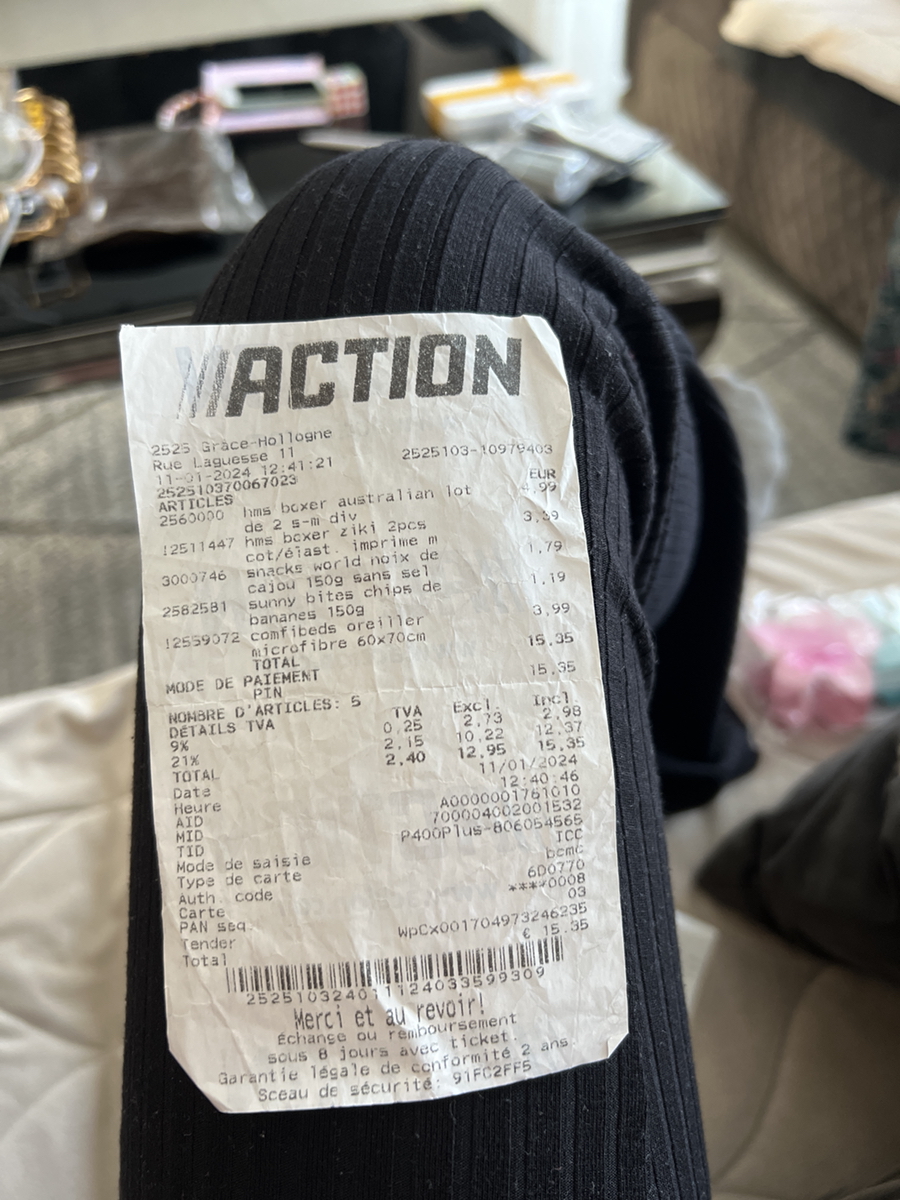 ACTION
2525 Grâce-Hollogne
Rue Laguesse 11 2525103-10979403
11-01-2024 12:41:21
252510370067023 EUR
ARTICLES
2560000 hms boxer australian lot 4,99
de 2 s-m div
12511447 hms boxer ziki 2pcs 3,39
cot/élast. imprime m
3000746 snacks world noix de 1,79
cajou 150g sans sel
2582581 sunny bites chips de 1,19
bananes 150g
12559072 comfibeds oreiller 3,99
microfibre 60x70cm
TOTAL 15,35
MODE DE PAIEMENT
PIN 15,35
NOMBRE D'ARTICLES: 5
DÉTAILS TVA TVA Excl. Incl.
9% 0,25 2,73 2,98
21% 2,15 10,22 12,37
TOTAL 2,40 12,95 15,35
Date 11/01/2024
Heure 12:40:46
AID A0000001761010
MID 700004002001532
TID P400Plus-806054565
Mode de saisie ICC
Type de carte bcmc
Auth. code 6D0770
Carte ****0008
PAN seq. 03
Tender WpCx001704973246235
Total € 15.35
Merci et au revoir!
Échange ou remboursement
sous 8 jours avec ticket.
Garantie légale de conformité 2 ans.
Sceau de sécurité: 91FC2FF5